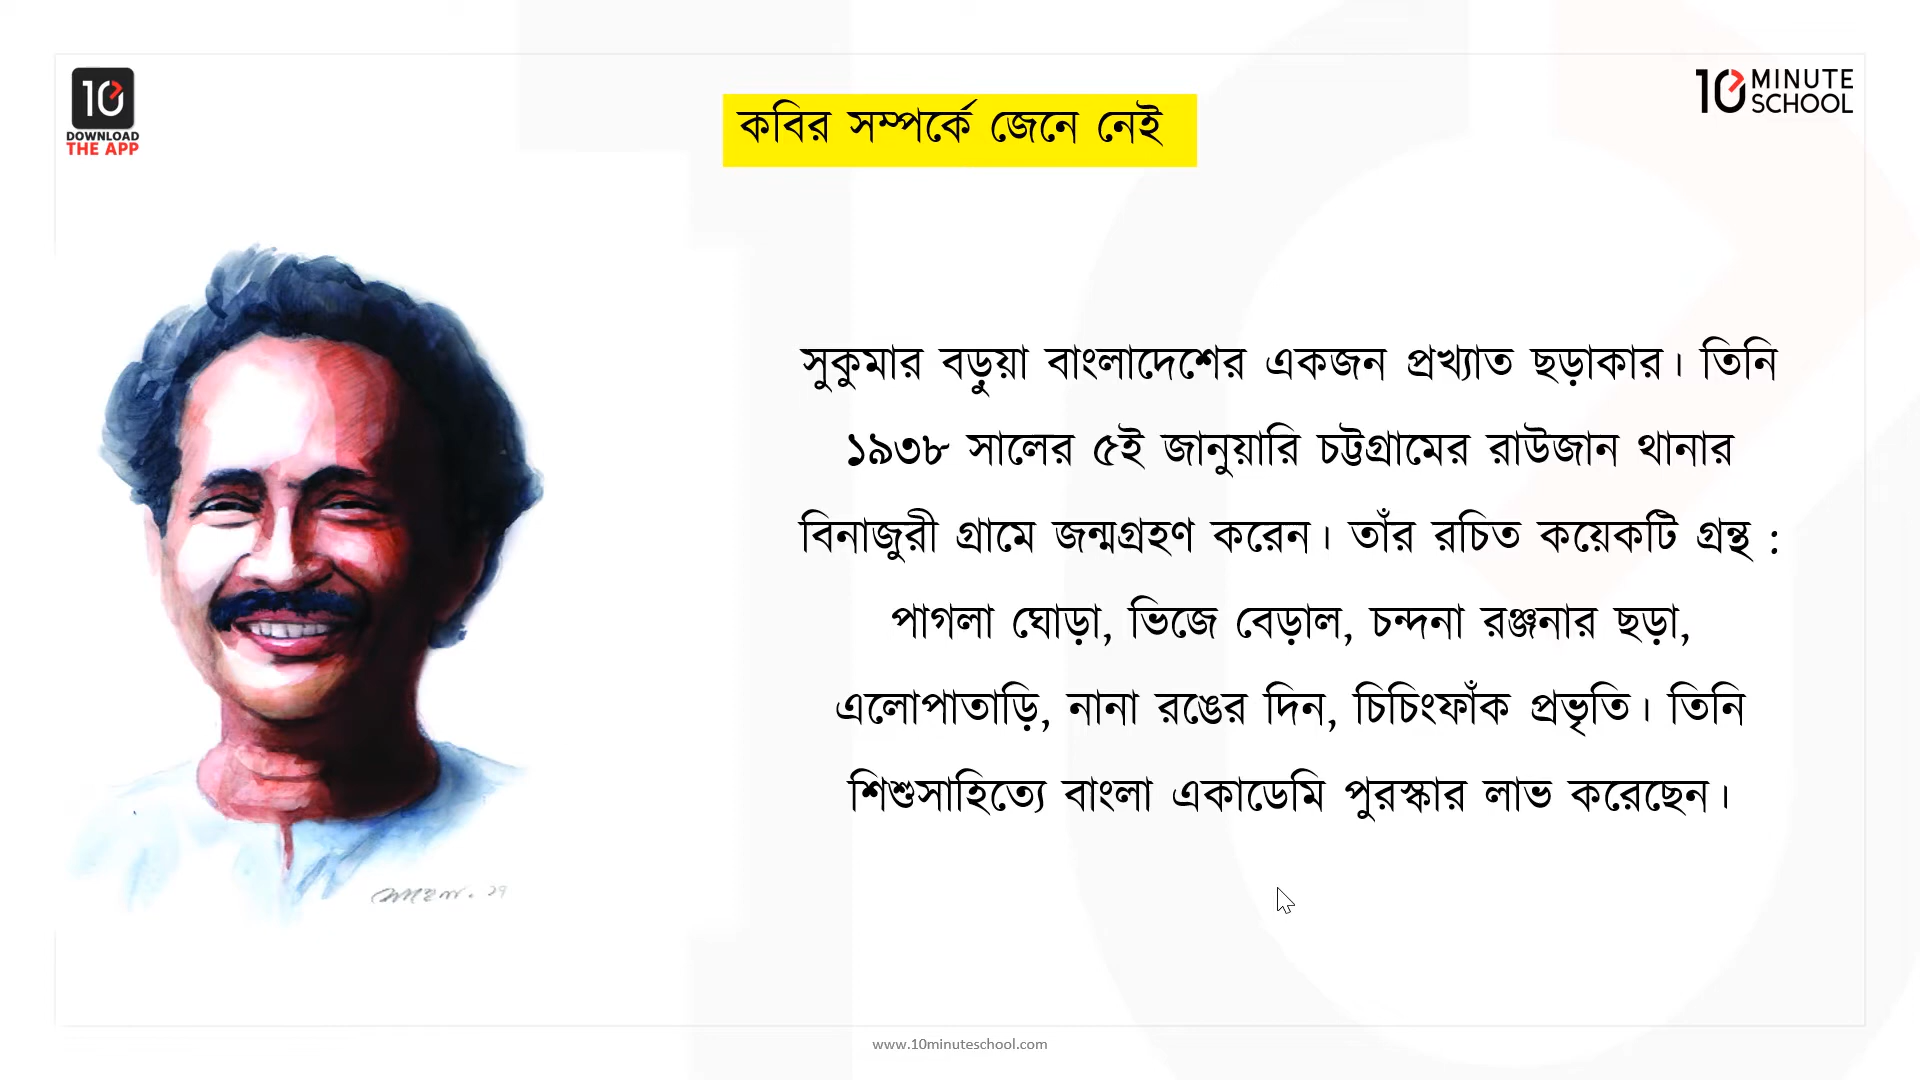 10
DOWNLOAD
THE APP
10 MINUTE
SCHOOL
কবির সম্পর্কে জেনে নেই
সুকুমার বড়ুয়া বাংলাদেশের একজন প্রখ্যাত ছড়াকার। তিনি
১৯৩৮ সালের ৫ই জানুয়ারি চট্টগ্রামের রাউজান থানার
বিনাজুরী গ্রামে জন্মগ্রহণ করেন। তাঁর রচিত কয়েকটি গ্রন্থ :
পাগলা ঘোড়া, ভিজে বেড়াল, চন্দনা রঞ্জনার ছড়া,
এলোপাতাড়ি, নানা রঙের দিন, চিচিংফাঁক প্রভৃতি। তিনি
শিশুসাহিত্যে বাংলা একাডেমি পুরস্কার লাভ করেছেন।
www.10minuteschool.com